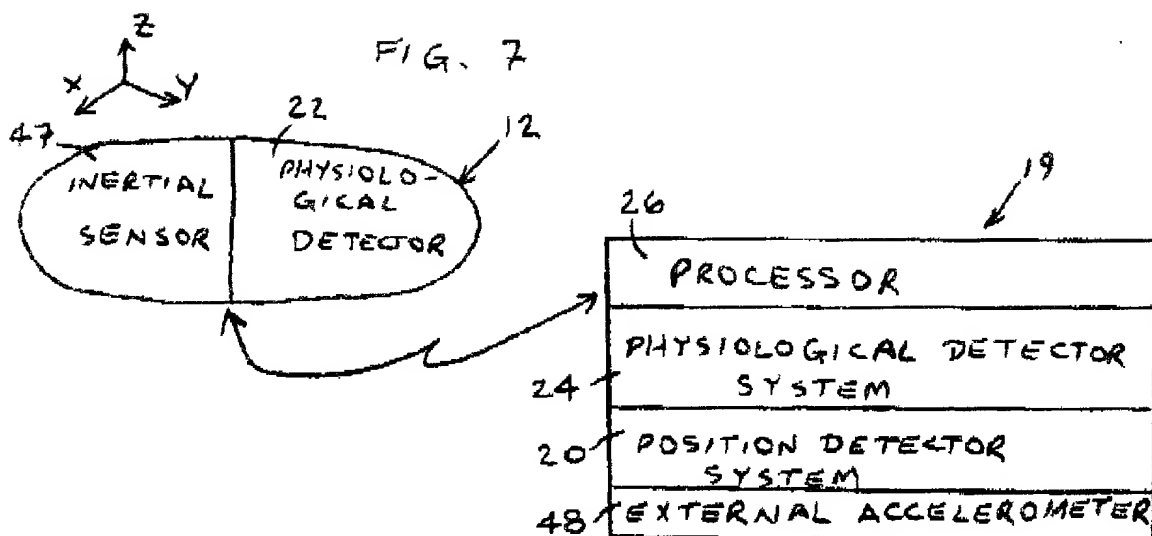 FIG. 7
Z
X
Y
47
22
12
INERTIAL
SENSOR
PHYSIOLO-
GICAL
DETECTOR
19
26
PROCESSOR
PHYSIOLOGICAL DETECTOR
SYSTEM
24
POSITION DETECTOR
SYSTEM
20
48
EXTERNAL ACCELEROMETER